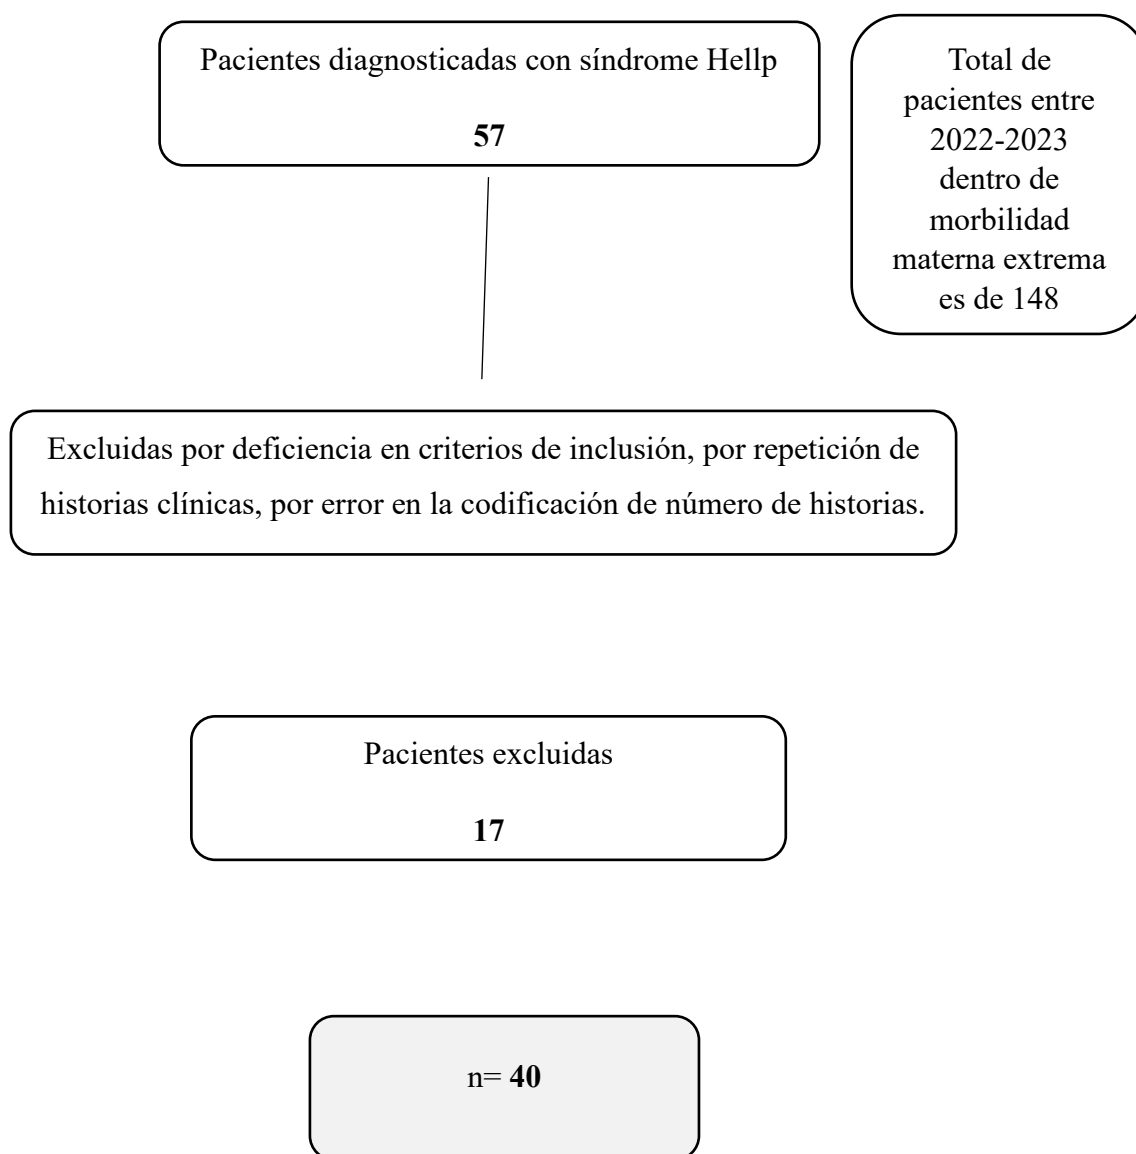 Pacientes diagnosticadas con síndrome Hellp
57
Total de
pacientes entre
2022-2023
dentro de
morbilidad
materna extrema
es de 148
Excluidas por deficiencia en criterios de inclusión, por repetición de
historias clínicas, por error en la codificación de número de historias.
Pacientes excluidas
17
n= 40